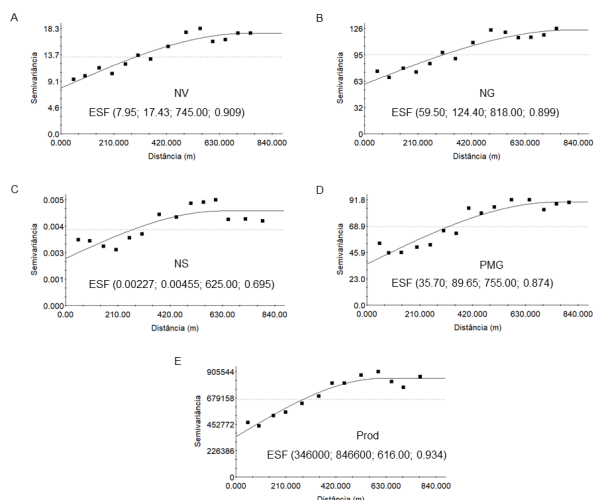 A
Semivariância
18.3
13.7
9.1
4.6
0.0
NV
ESF (7.95; 17.43; 745.00; 0.909)
0.000 210.000 420.000 630.000 840.000
Distância (m)
B
Semivariância
126
95
63
32
0
NG
ESF (59.50; 124.40; 818.00; 0.899)
0.000 210.000 420.000 630.000 840.000
Distância (m)
C
Semivariância
0.005
0.004
0.003
0.001
0.000
NS
ESF (0.00227; 0.00455; 625.00; 0.695)
0.00 210.00 420.00 630.00 840.00
Distância (m)
D
Semivariância
91.8
68.9
45.9
23.0
0.0
PMG
ESF (35.70; 89.65; 755.00; 0.874)
0.000 210.000 420.000 630.000 840.000
Distância (m)
E
Semivariância
905544
679158
452772
226386
0
Prod
ESF (346000; 846600; 616.00; 0.934)
0.000 210.000 420.000 630.000 840.000
Distância (m)